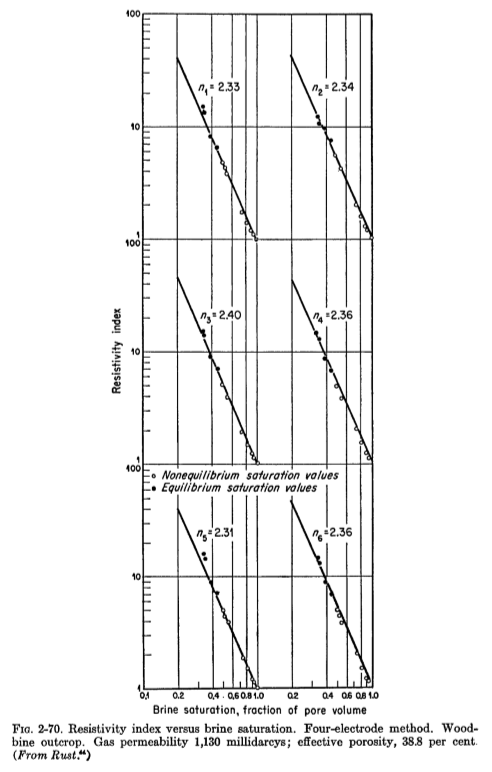 100
n1 = 2.33
n2 = 2.34
10
1
100
n3 = 2.40
n4 = 2.36
Resistivity index
10
1
100
○ Nonequilibrium saturation values
● Equilibrium saturation values
n5 = 2.31
n6 = 2.36
10
1
0.1 0.2 0.4 0.6 0.8 1.0 0.2 0.4 0.6 0.8 1.0
Brine saturation, fraction of pore volume
Fig. 2-70. Resistivity index versus brine saturation. Four-electrode method. Wood-
bine outcrop. Gas permeability 1,130 millidarcys; effective porosity, 38.8 per cent.
(From Rust.44)